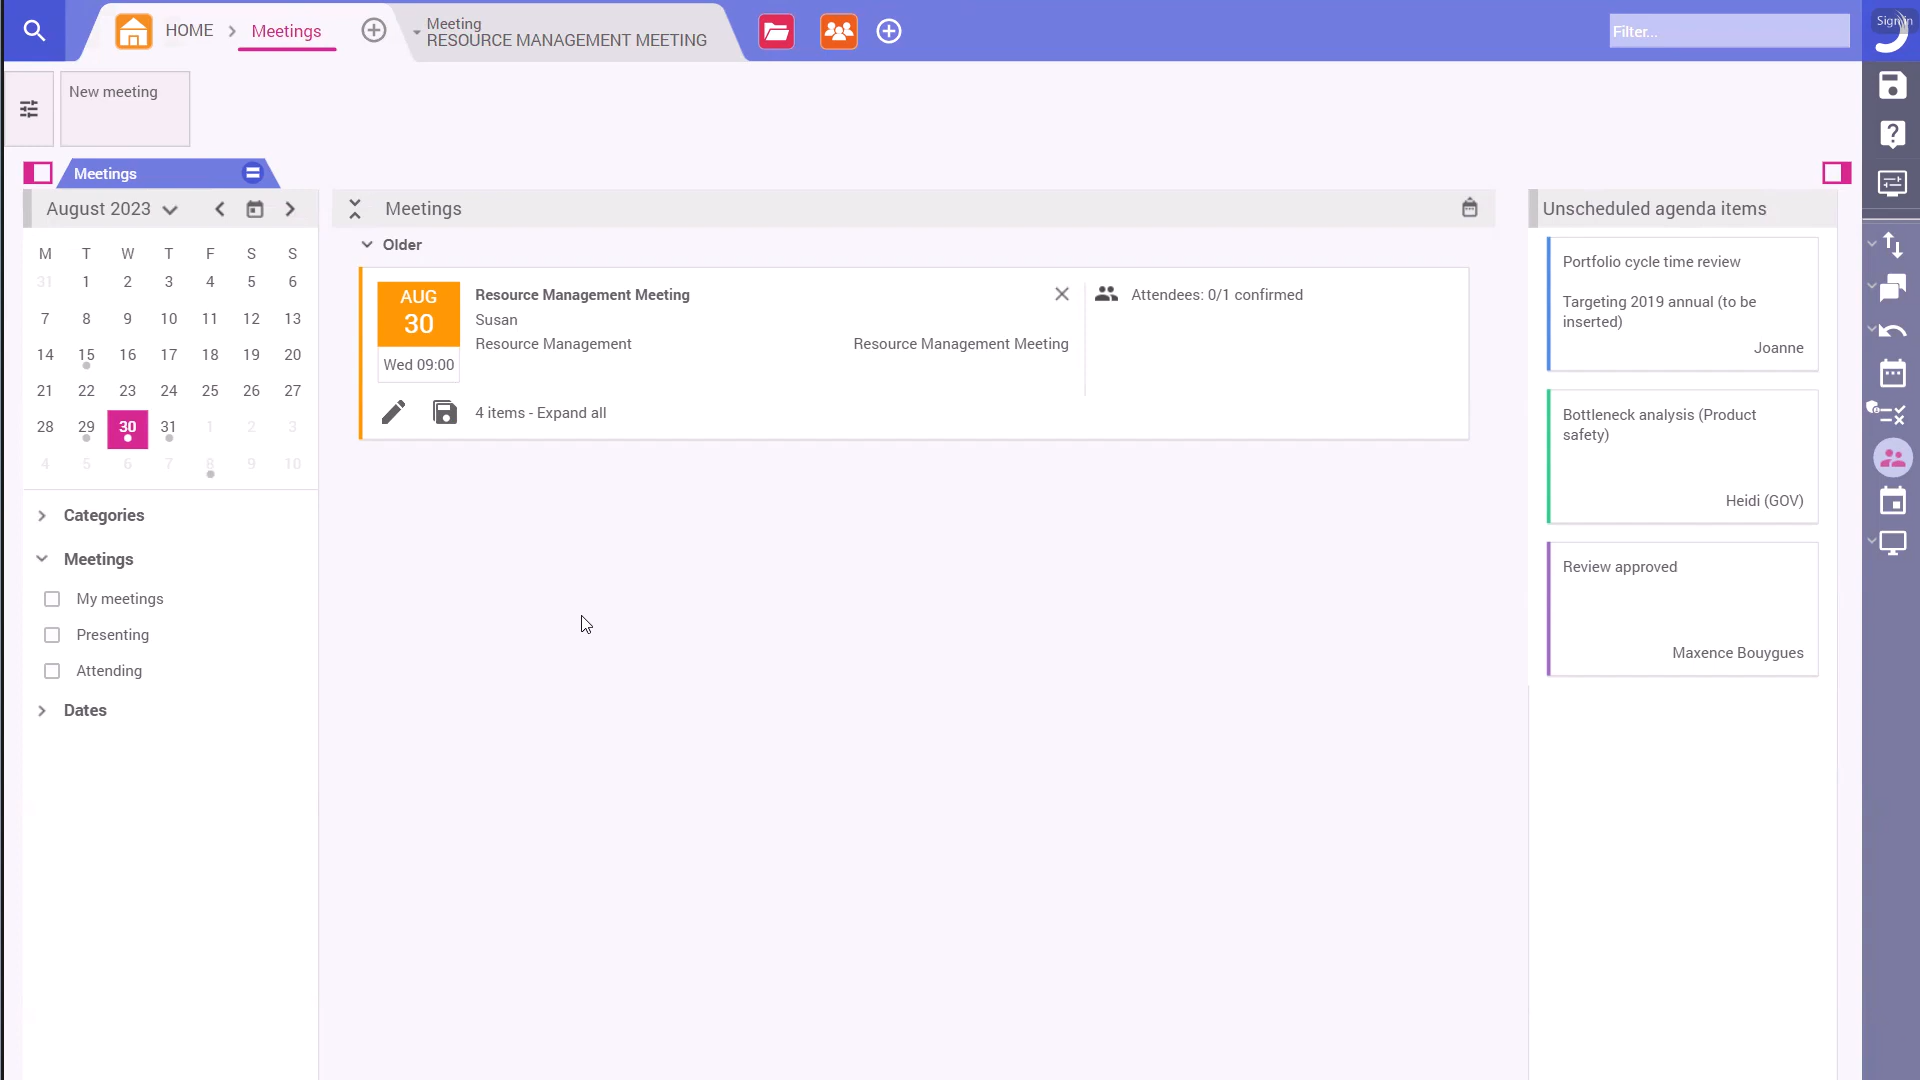 HOME
Meetings
Meeting
RESOURCE MANAGEMENT MEETING
Filter...
Sign in
New meeting
Meetings
August 2023
M T W T F S S
31 1 2 3 4 5 6
7 8 9 10 11 12 13
14 15 16 17 18 19 20
21 22 23 24 25 26 27
28 29 30 31 1 2 3
4 5 6 7 8 9 10
Categories
Meetings
My meetings
Presenting
Attending
Dates
Meetings
Older
AUG
30
Wed 09:00
Resource Management Meeting
Susan
Resource Management
Resource Management Meeting
Attendees: 0/1 confirmed
4 items - Expand all
Unscheduled agenda items
Portfolio cycle time review
Targeting 2019 annual (to be
inserted)
Joanne
Bottleneck analysis (Product
safety)
Heidi (GOV)
Review approved
Maxence Bouygues